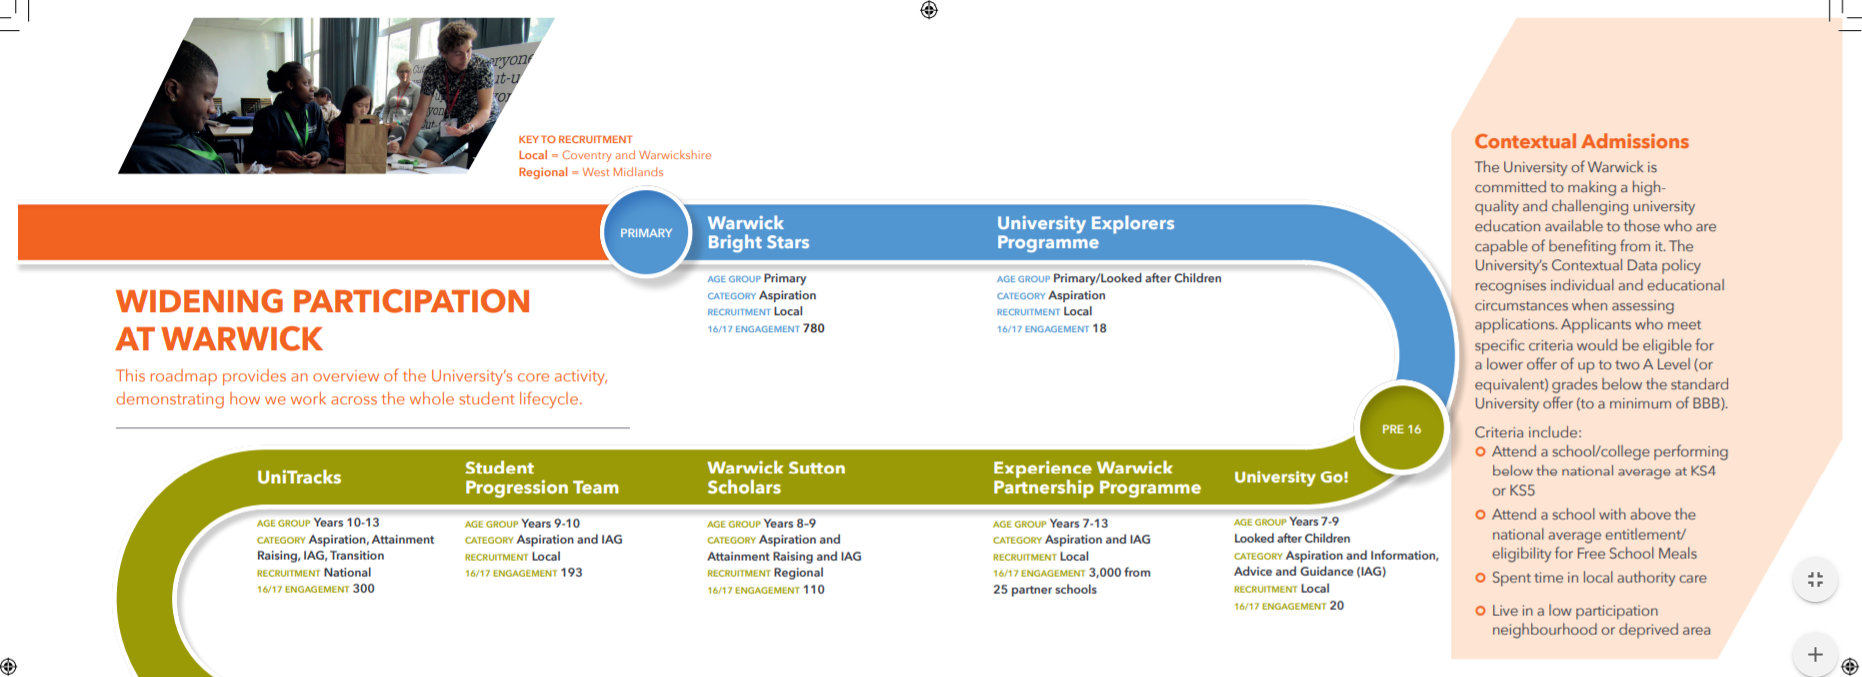 KEY TO RECRUITMENT
Local = Coventry and Warwickshire
Regional = West Midlands
PRIMARY
Warwick
Bright Stars
AGE GROUP Primary
CATEGORY Aspiration
RECRUITMENT Local
16/17 ENGAGEMENT 780
University Explorers
Programme
AGE GROUP Primary/Looked after Children
CATEGORY Aspiration
RECRUITMENT Local
16/17 ENGAGEMENT 18
WIDENING PARTICIPATION
AT WARWICK
This roadmap provides an overview of the University's core activity,
demonstrating how we work across the whole student lifecycle.
PRE 16
UniTracks
AGE GROUP Years 10-13
CATEGORY Aspiration, Attainment
Raising, IAG, Transition
RECRUITMENT National
16/17 ENGAGEMENT 300
Student
Progression Team
AGE GROUP Years 9-10
CATEGORY Aspiration and IAG
RECRUITMENT Local
16/17 ENGAGEMENT 193
Warwick Sutton
Scholars
AGE GROUP Years 8-9
CATEGORY Aspiration and
Attainment Raising and IAG
RECRUITMENT Regional
16/17 ENGAGEMENT 110
Experience Warwick
Partnership Programme
AGE GROUP Years 7-13
CATEGORY Aspiration and IAG
RECRUITMENT Local
16/17 ENGAGEMENT 3,000 from
25 partner schools
University Go!
AGE GROUP Years 7-9
Looked after Children
CATEGORY Aspiration and Information,
Advice and Guidance (IAG)
RECRUITMENT Local
16/17 ENGAGEMENT 20
Contextual Admissions
The University of Warwick is
committed to making a high-
quality and challenging university
education available to those who are
capable of benefiting from it. The
University's Contextual Data policy
recognises individual and educational
circumstances when assessing
applications. Applicants who meet
specific criteria would be eligible for
a lower offer of up to two A Level (or
equivalent) grades below the standard
University offer (to a minimum of BBB).
Criteria include:
Attend a school/college performing
below the national average at KS4
or KS5
Attend a school with above the
national average entitlement/
eligibility for Free School Meals
Spent time in local authority care
Live in a low participation
neighbourhood or deprived area